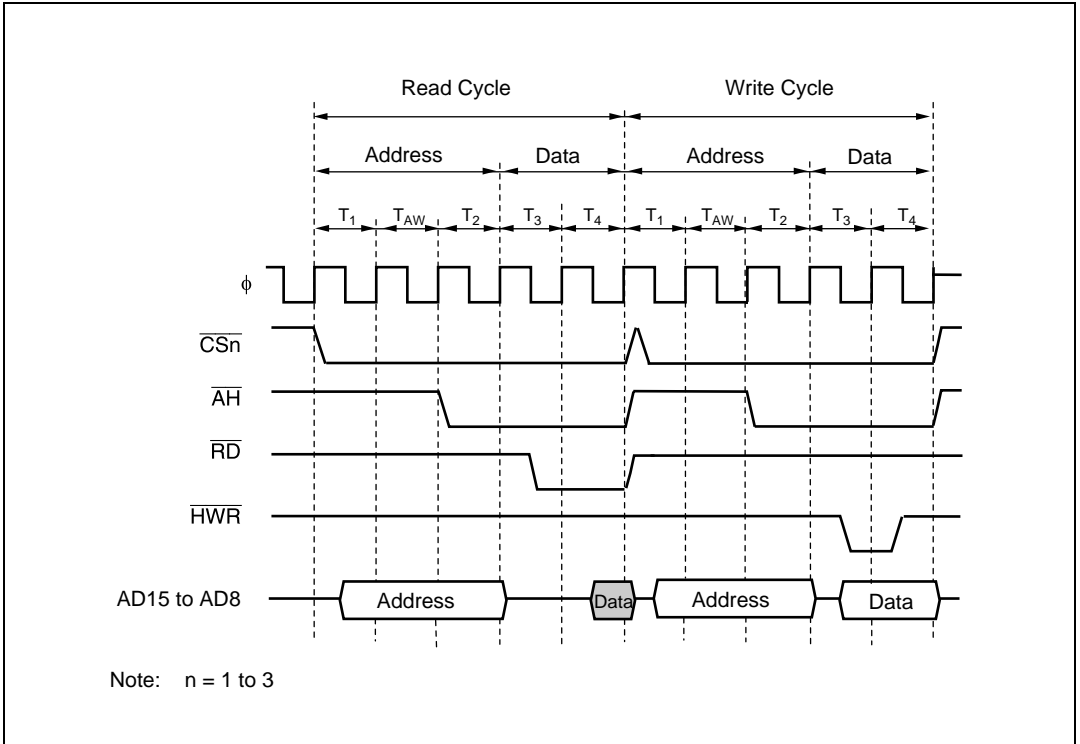 Read Cycle Write Cycle
Address Data Address Data
T1 TAW T2 T3 T4 T1 TAW T2 T3 T4
ϕ
CSn
AH
RD
HWR
AD15 to AD8 Address Data Address Data
Note: n = 1 to 3